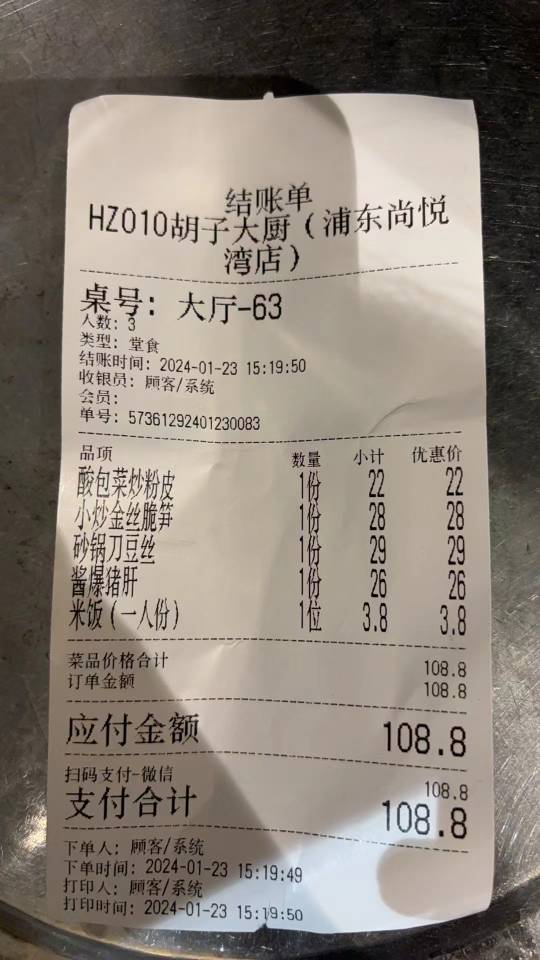 结账单
HZ010胡子大厨(浦东尚悦
湾店)
桌号: 大厅-63
人数: 3
类型: 堂食
结账时间: 2024-01-23 15:19:50
收银员: 顾客/系统
会员:
单号: 57361292401230083
品项 数量 小计 优惠价
酸包菜炒粉皮 1份 22 22
小炒金丝脆笋 1份 28 28
砂锅刀豆丝 1份 29 29
酱爆猪肝 1份 26 26
米饭(一人份) 1位 3.8 3.8
菜品价格合计 108.8
订单金额 108.8
应付金额 108.8
扫码支付-微信 108.8
支付合计 108.8
下单人: 顾客/系统
下单时间: 2024-01-23 15:19:49
打印人: 顾客/系统
打印时间: 2024-01-23 15:19:50